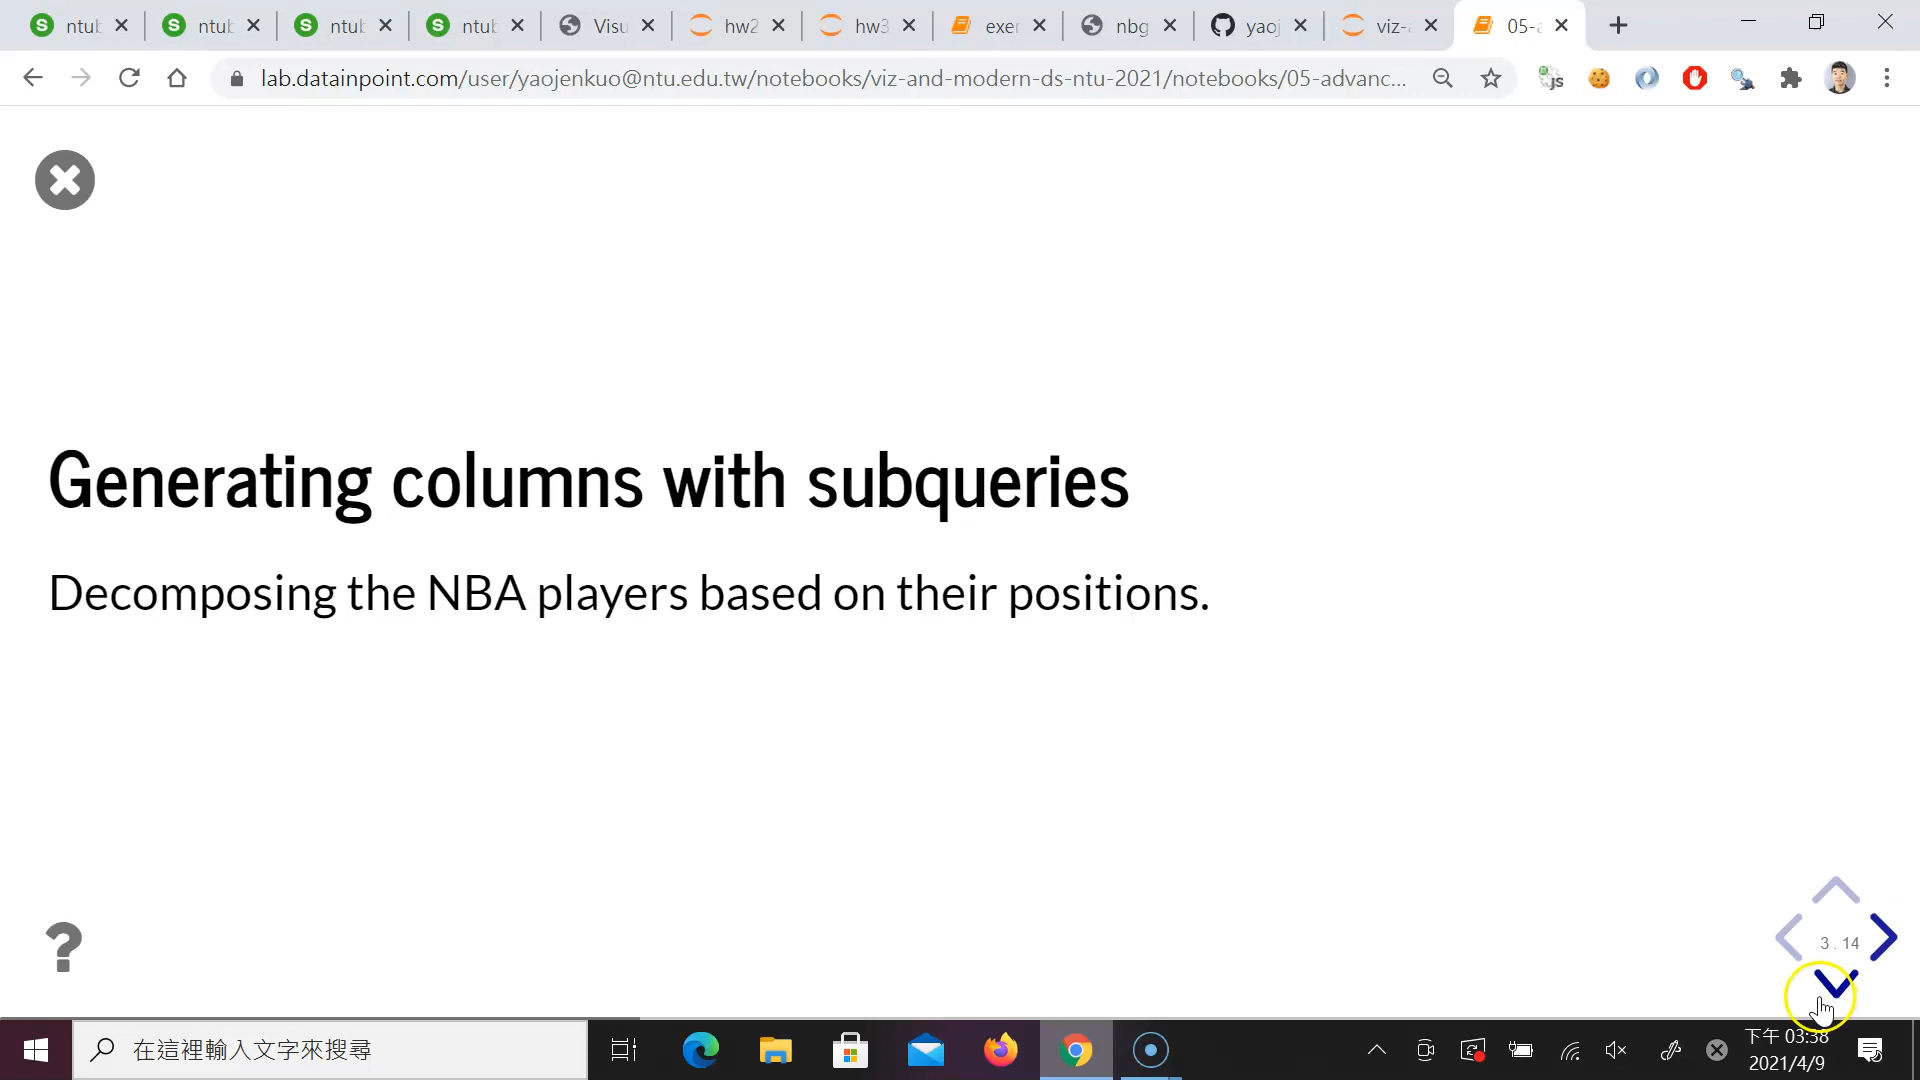 ntub
ntub
ntub
ntub
Visu
hw2
hw3
exer
nbg
yaoj
viz-
05-a
lab.datainpoint.com/user/yaojenkuo@ntu.edu.tw/notebooks/viz-and-modern-ds-ntu-2021/notebooks/05-advanc...
Generating columns with subqueries
Decomposing the NBA players based on their positions.
3 . 14
在這裡輸入文字來搜尋
下午 03:38
2021/4/9